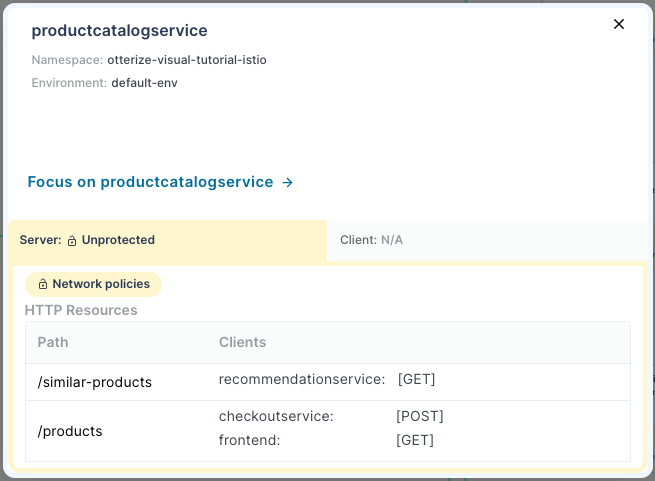 productcatalogservice
Namespace: otterize-visual-tutorial-istio
Environment: default-env
Focus on productcatalogservice →
Server: Unprotected
Client: N/A
Network policies
HTTP Resources
Path Clients
/similar-products recommendationservice: [GET]
/products
checkoutservice: [POST]
frontend: [GET]